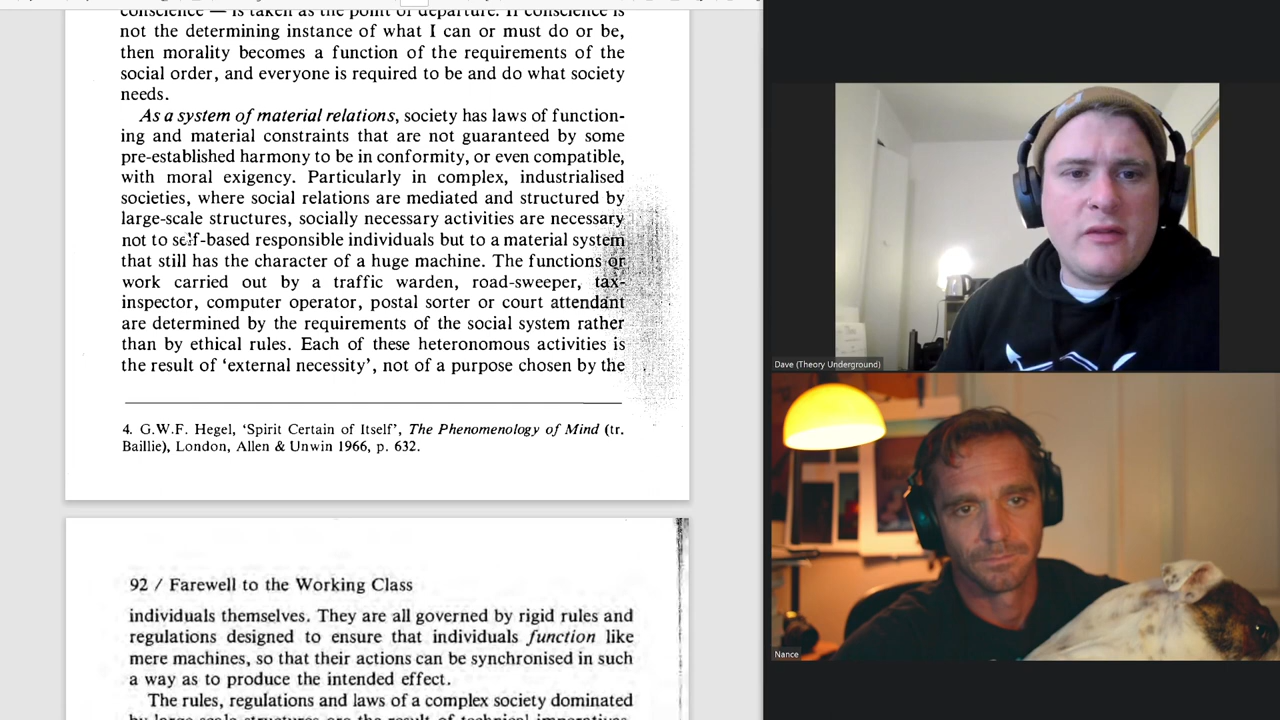 conscience — is taken as the point of departure. If conscience is
not the determining instance of what I can or must do or be,
then morality becomes a function of the requirements of the
social order, and everyone is required to be and do what society
needs.
As a system of material relations, society has laws of function-
ing and material constraints that are not guaranteed by some
pre-established harmony to be in conformity, or even compatible,
with moral exigency. Particularly in complex, industrialised
societies, where social relations are mediated and structured by
large-scale structures, socially necessary activities are necessary
not to self-based responsible individuals but to a material system
that still has the character of a huge machine. The functions or
work carried out by a traffic warden, road-sweeper, tax-
inspector, computer operator, postal sorter or court attendant
are determined by the requirements of the social system rather
than by ethical rules. Each of these heteronomous activities is
the result of ‘external necessity’, not of a purpose chosen by the
4. G.W.F. Hegel, ‘Spirit Certain of Itself’, The Phenomenology of Mind (tr.
Baillie), London, Allen & Unwin 1966, p. 632.
92 / Farewell to the Working Class
individuals themselves. They are all governed by rigid rules and
regulations designed to ensure that individuals function like
mere machines, so that their actions can be synchronised in such
a way as to produce the intended effect.
The rules, regulations and laws of a complex society dominated
by large-scale structures are the result of technical imperatives.
Dave (Theory Underground)
Nance